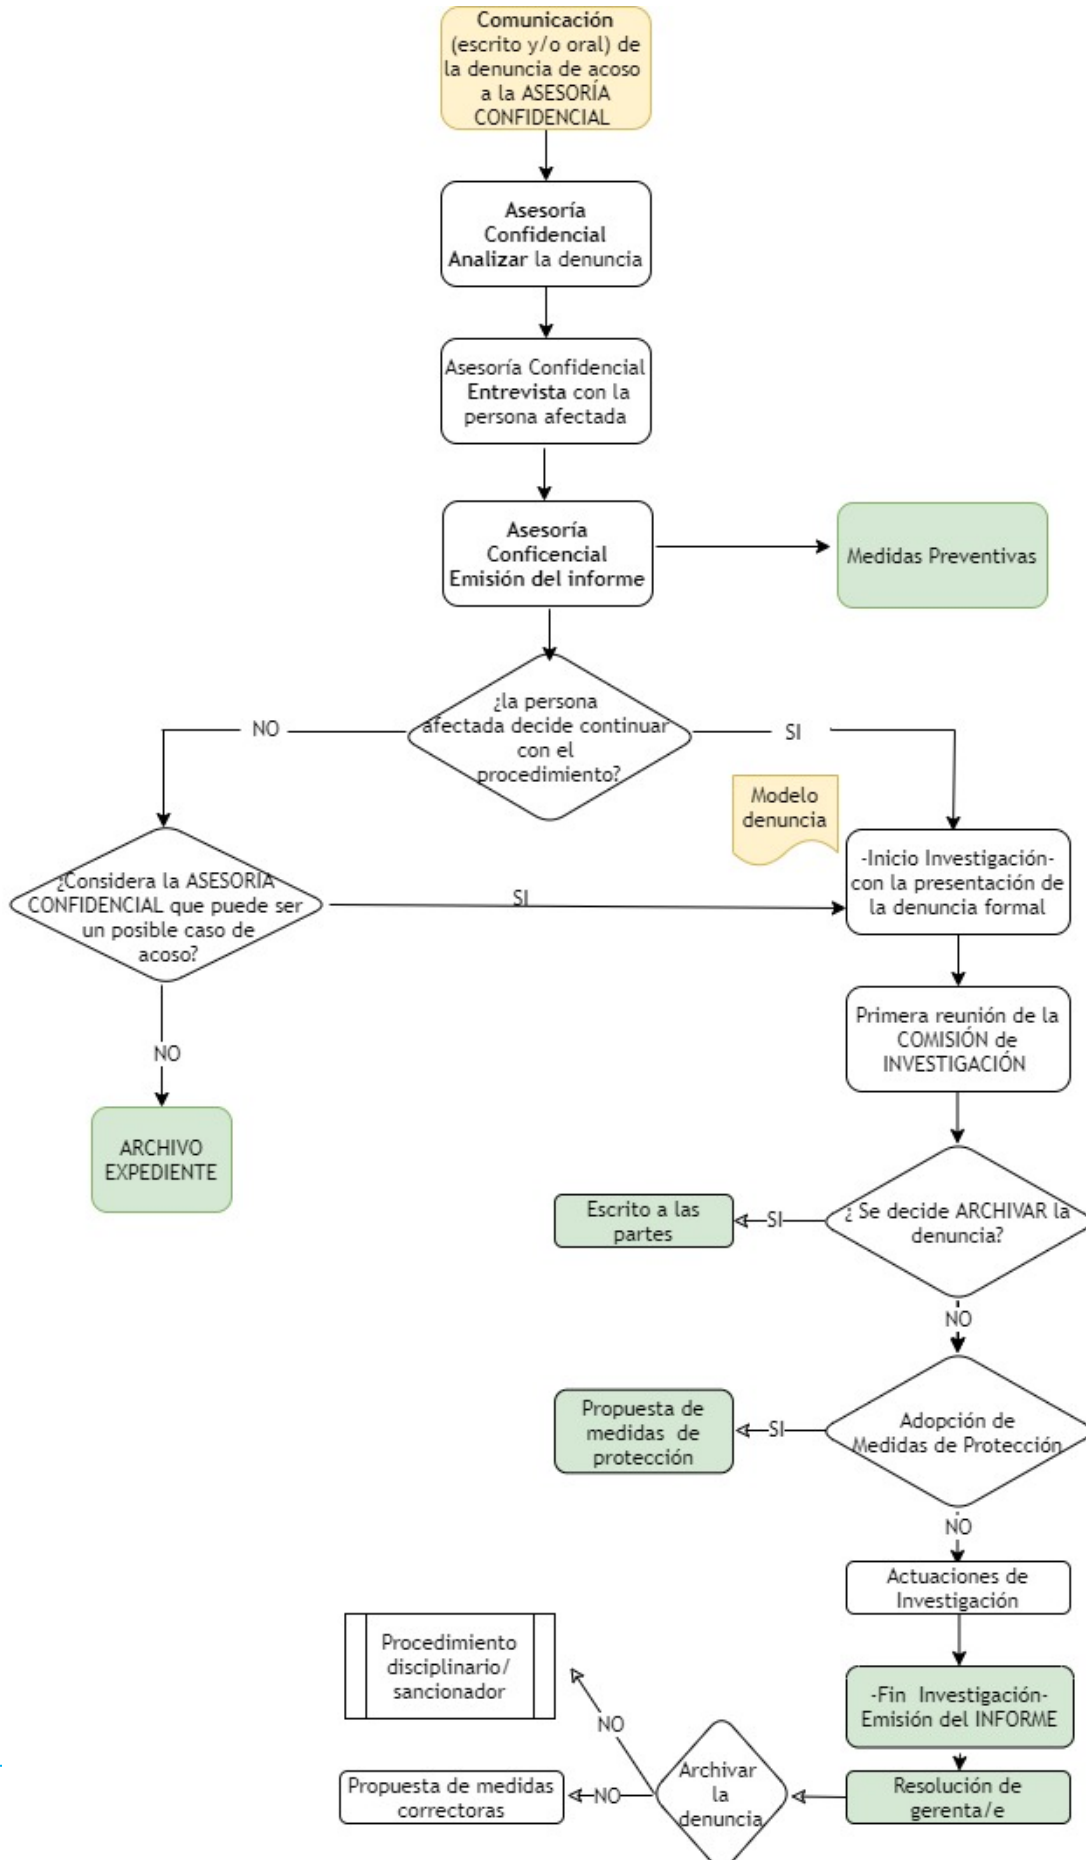 Comunicación
(escrito y/o oral) de
la denuncia de acoso
a la ASESORÍA
CONFIDENCIAL
Asesoría
Confidencial
Analizar la denuncia
Asesoría Confidencial
Entrevista con la
persona afectada
Asesoría
Conficencial
Emisión del informe
Medidas Preventivas
¿la persona
afectada decide continuar
con el
procedimiento?
NO
SI
Modelo
denuncia
¿Considera la ASESORIA
CONFIDENCIAL que puede ser
un posible caso de
acoso?
SI
-Inicio Investigación-
con la presentación de
la denuncia formal
NO
Primera reunión de la
COMISIÓN de
INVESTIGACIÓN
ARCHIVO
EXPEDIENTE
Escrito a las
partes
SI
¿ Se decide ARCHIVAR la
denuncia?
NO
Propuesta de
medidas de
protección
SI
Adopción de
Medidas de Protección
NO
Actuaciones de
Investigación
Procedimiento
disciplinario/
sancionador
NO
-Fin Investigación-
Emisión del INFORME
Propuesta de medidas
correctoras
NO
Archivar
la
denuncia
Resolución de
gerenta/e